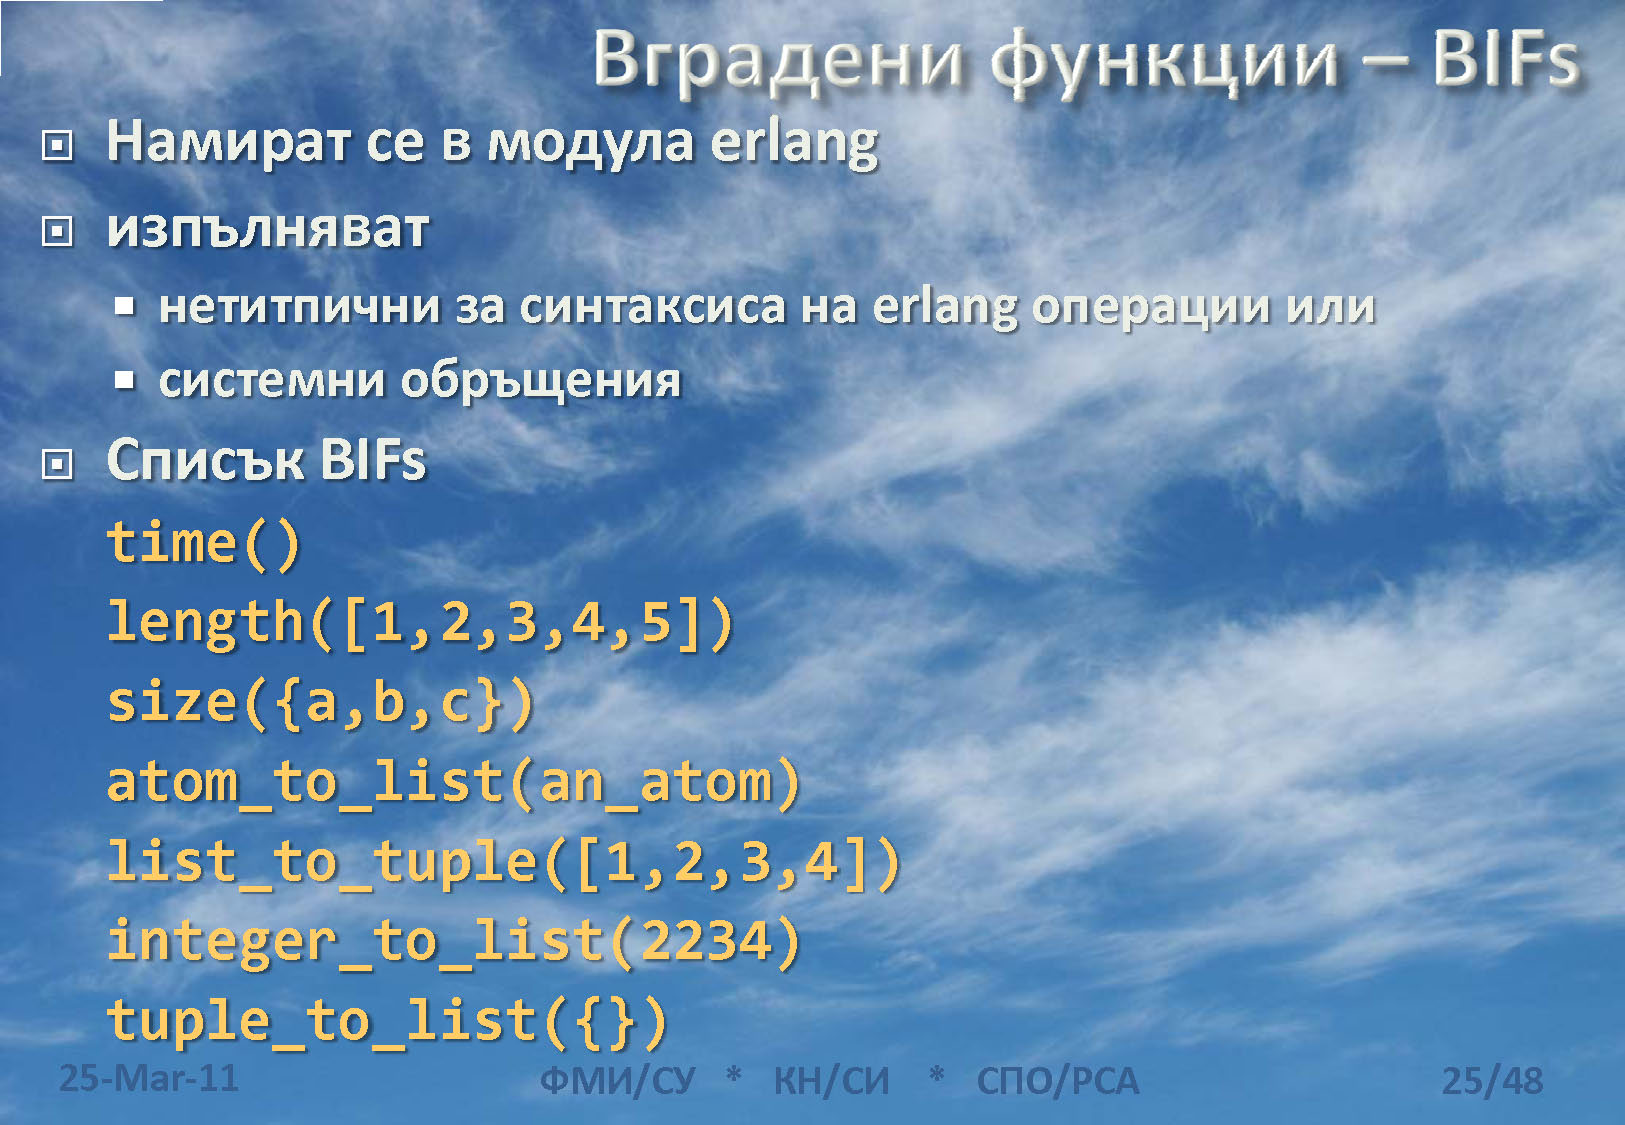 Вградени функции – BIFs
Намират се в модула erlang
изпълняват
нетитпични за синтаксиса на erlang операции или
системни обръщения
Списък BIFs
time()
length([1,2,3,4,5])
size({a,b,c})
atom_to_list(an_atom)
list_to_tuple([1,2,3,4])
integer_to_list(2234)
tuple_to_list({})
25-Mar-11 ФМИ/СУ * КН/СИ * СПО/РСА 25/48